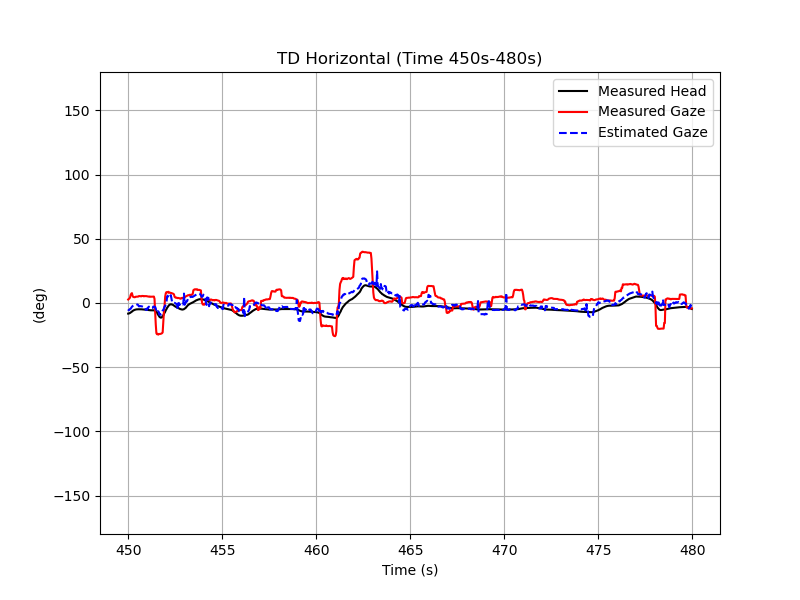 TD Horizontal (Time 450s-480s)
Measured Head
Measured Gaze
Estimated Gaze
150
100
50
0
−50
−100
−150
(deg)
450 455 460 465 470 475 480
Time (s)